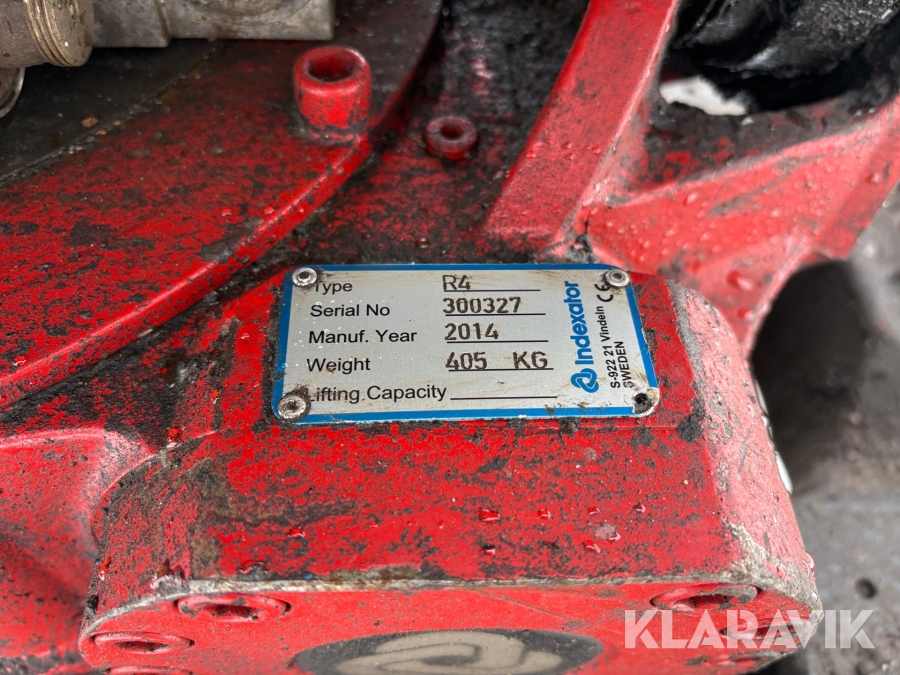 Type R4
Serial No 300327
Manuf. Year 2014
Weight 405 KG
Lifting.Capacity
Indexator CE
S-922 21 Vindeln
SWEDEN
KLARAVIK